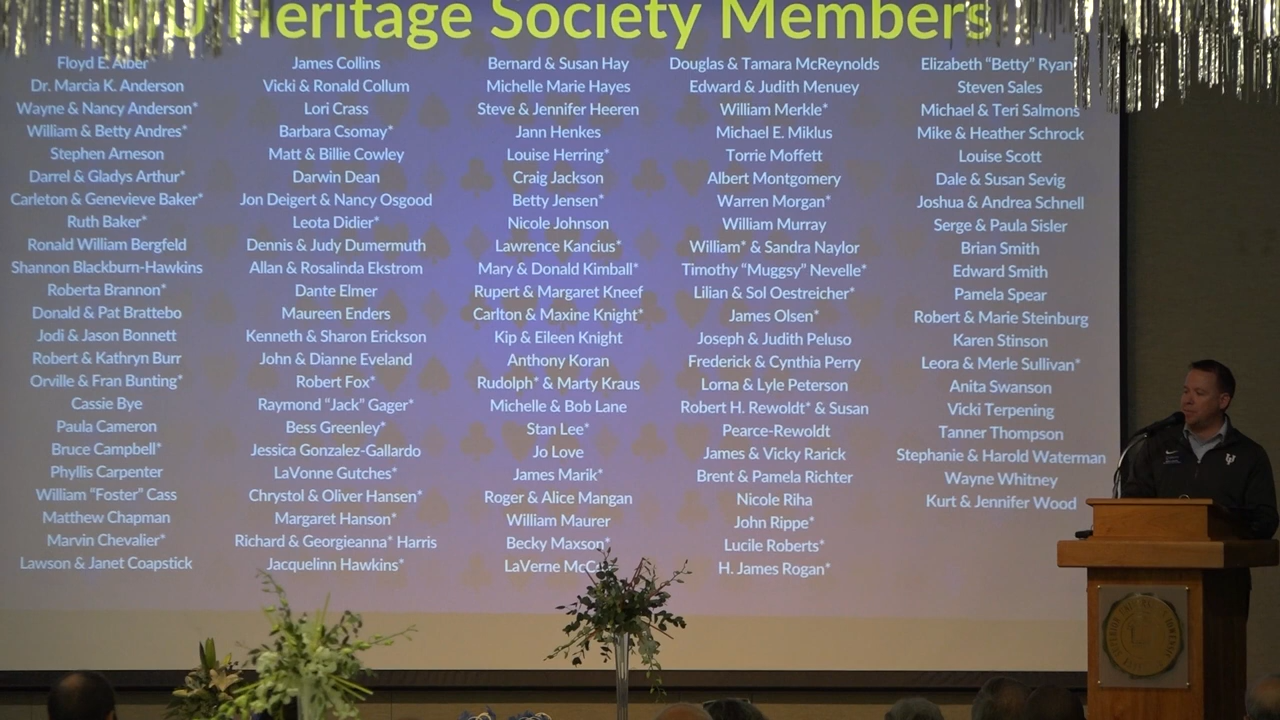 UIU Heritage Society Members
Floyd E. Alber
Dr. Marcia K. Anderson
Wayne & Nancy Anderson*
William & Betty Andres*
Stephen Arneson
Darrel & Gladys Arthur*
Carleton & Genevieve Baker*
Ruth Baker*
Ronald William Bergfeld
Shannon Blackburn-Hawkins
Roberta Brannon*
Donald & Pat Brattebo
Jodi & Jason Bonnett
Robert & Kathryn Burr
Orville & Fran Bunting*
Cassie Bye
Paula Cameron
Bruce Campbell*
Phyllis Carpenter
William “Foster” Cass
Matthew Chapman
Marvin Chevalier*
Lawson & Janet Coapstick
James Collins
Vicki & Ronald Collum
Lori Crass
Barbara Csomay*
Matt & Billie Cowley
Darwin Dean
Jon Deigert & Nancy Osgood
Leota Didier*
Dennis & Judy Dumermuth
Allan & Rosalinda Ekstrom
Dante Elmer
Maureen Enders
Kenneth & Sharon Erickson
John & Dianne Eveland
Robert Fox*
Raymond “Jack” Gager*
Bess Greenley*
Jessica Gonzalez-Gallardo
LaVonne Gutches*
Chrystol & Oliver Hansen*
Margaret Hanson*
Richard & Georgieanna* Harris
Jacquelinn Hawkins*
Bernard & Susan Hay
Michelle Marie Hayes
Steve & Jennifer Heeren
Jann Henkes
Louise Herring*
Craig Jackson
Betty Jensen*
Nicole Johnson
Lawrence Kancius*
Mary & Donald Kimball*
Rupert & Margaret Kneef
Carlton & Maxine Knight*
Kip & Eileen Knight
Anthony Koran
Rudolph* & Marty Kraus
Michelle & Bob Lane
Stan Lee*
Jo Love
James Marik*
Roger & Alice Mangan
William Maurer
Becky Maxson*
LaVerne
Douglas & Tamara McReynolds
Edward & Judith Menuey
William Merkle*
Michael E. Miklus
Torrie Moffett
Albert Montgomery
Warren Morgan*
William Murray
William* & Sandra Naylor
Timothy “Muggsy” Nevelle*
Lilian & Sol Oestreicher*
James Olsen*
Joseph & Judith Peluso
Frederick & Cynthia Perry
Lorna & Lyle Peterson
Robert H. Rewoldt* & Susan
Pearce-Rewoldt
James & Vicky Rarick
Brent & Pamela Richter
Nicole Riha
John Rippe*
Lucile Roberts*
H. James Rogan*
Elizabeth “Betty” Ryan
Steven Sales
Michael & Teri Salmons
Mike & Heather Schrock
Louise Scott
Dale & Susan Sevig
Joshua & Andrea Schnell
Serge & Paula Sisler
Brian Smith
Edward Smith
Pamela Spear
Robert & Marie Steinburg
Karen Stinson
Leora & Merle Sullivan*
Anita Swanson
Vicki Terpening
Tanner Thompson
Stephanie & Harold Waterman
Wayne Whitney
Kurt & Jennifer Wood